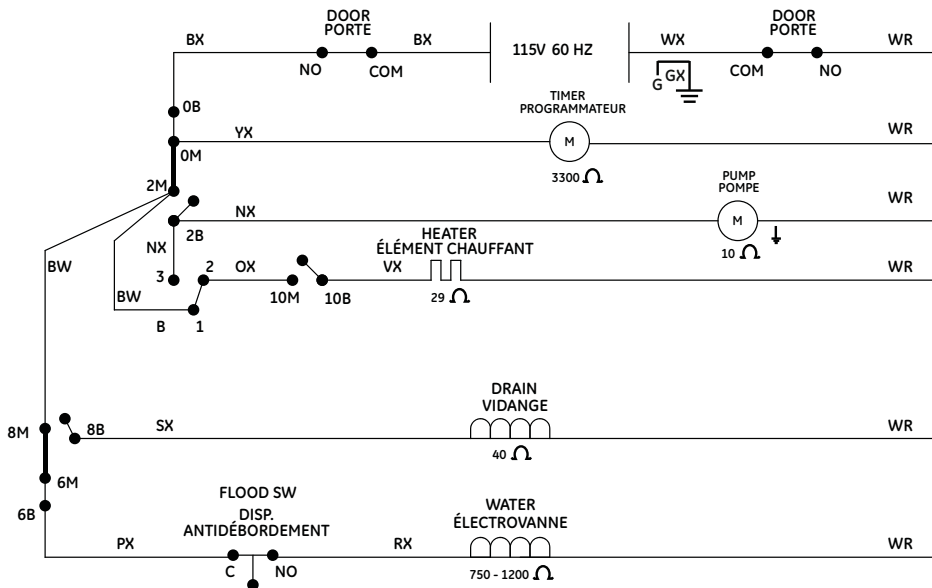 DOOR
PORTE
BX
BX
NO
COM
115V 60 HZ
WX
DOOR
PORTE
WR
COM
NO
G
GX
0B
TIMER
PROGRAMMATEUR
YX
M
WR
0M
3300 Ω
2M
PUMP
POMPE
NX
M
WR
2B
10 Ω
NX
HEATER
ÉLÉMENT CHAUFFANT
BW
3
2
OX
VX
WR
10M
10B
29 Ω
BW
B
1
DRAIN
VIDANGE
8M
8B
SX
WR
40 Ω
6M
6B
FLOOD SW
DISP.
ANTIDÉBORDEMENT
WATER
ÉLECTROVANNE
PX
RX
WR
C
NO
750 - 1200 Ω